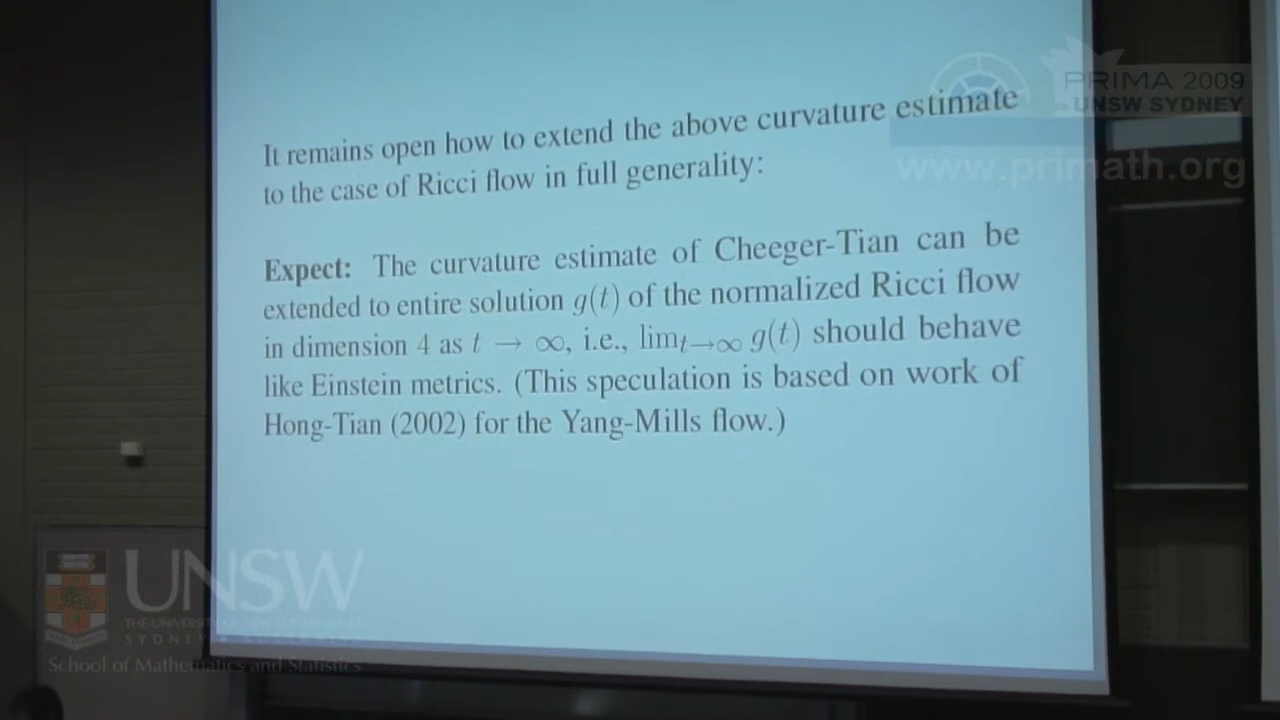 PRIMA 2009
UNSW SYDNEY
www.primath.org
It remains open how to extend the above curvature estimate
to the case of Ricci flow in full generality:
Expect: The curvature estimate of Cheeger-Tian can be
extended to entire solution g(t) of the normalized Ricci flow
in dimension 4 as t → ∞, i.e., lim_{t→∞} g(t) should behave
like Einstein metrics. (This speculation is based on work of
Hong-Tian (2002) for the Yang-Mills flow.)
UNSW
SYDNEY
School of Mathematics and Statistics